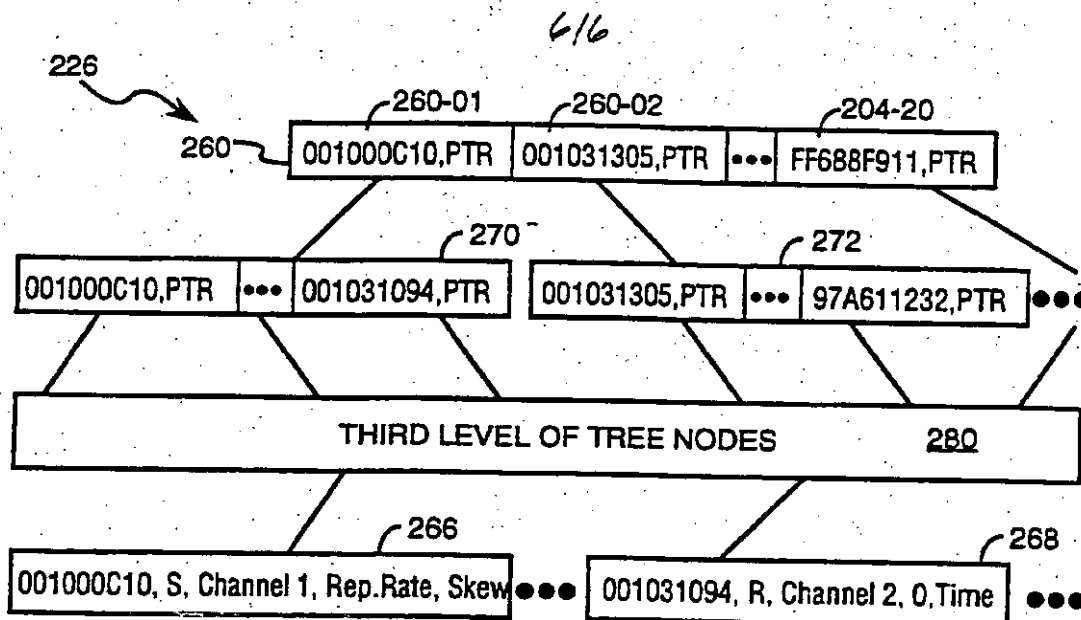 6/6
226
260-01 260-02 204-20
260 001000C10,PTR 001031305,PTR ••• FF688F911,PTR
270 272
001000C10,PTR ••• 001031094,PTR 001031305,PTR ••• 97A611232,PTR •••
THIRD LEVEL OF TREE NODES 280
266 268
001000C10, S, Channel 1, Rep.Rate, Skew ••• 001031094, R, Channel 2, 0,Time •••